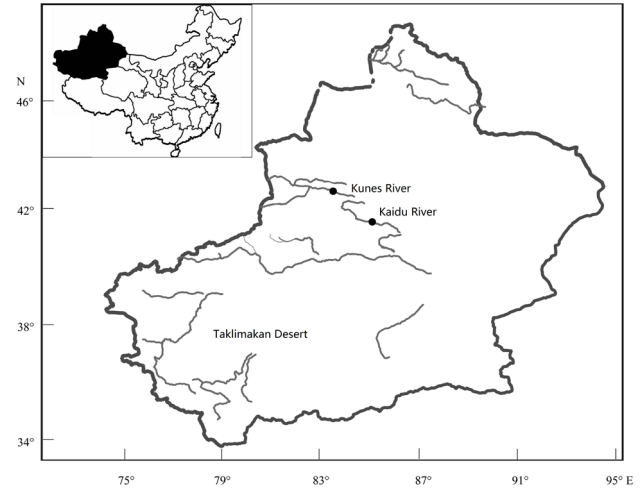 N
46°
Kunes River
Kaidu River
42°
38°
Taklimakan Desert
34°
75° 79° 83° 87° 91° 95° E